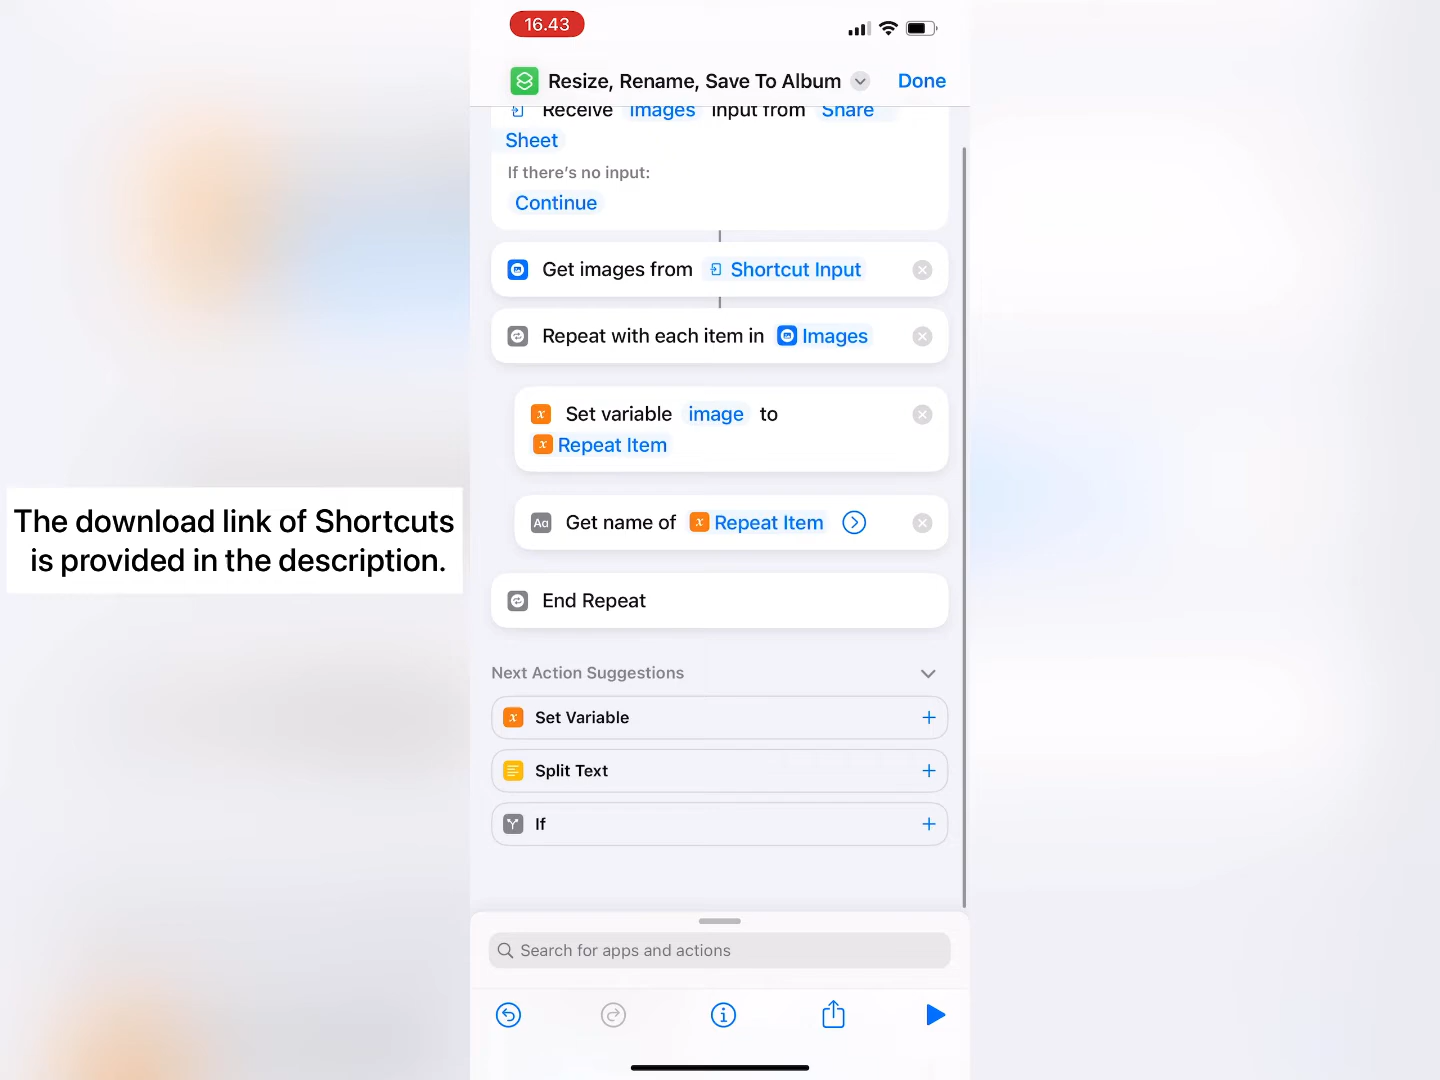 16.43
Resize, Rename, Save To Album
Done
Receive Images input from Share
Sheet
If there's no input:
Continue
Get images from Shortcut Input
Repeat with each item in Images
Set variable image to
Repeat Item
The download link of Shortcuts
is provided in the description.
Get name of Repeat Item
End Repeat
Next Action Suggestions
Set Variable
Split Text
If
Search for apps and actions